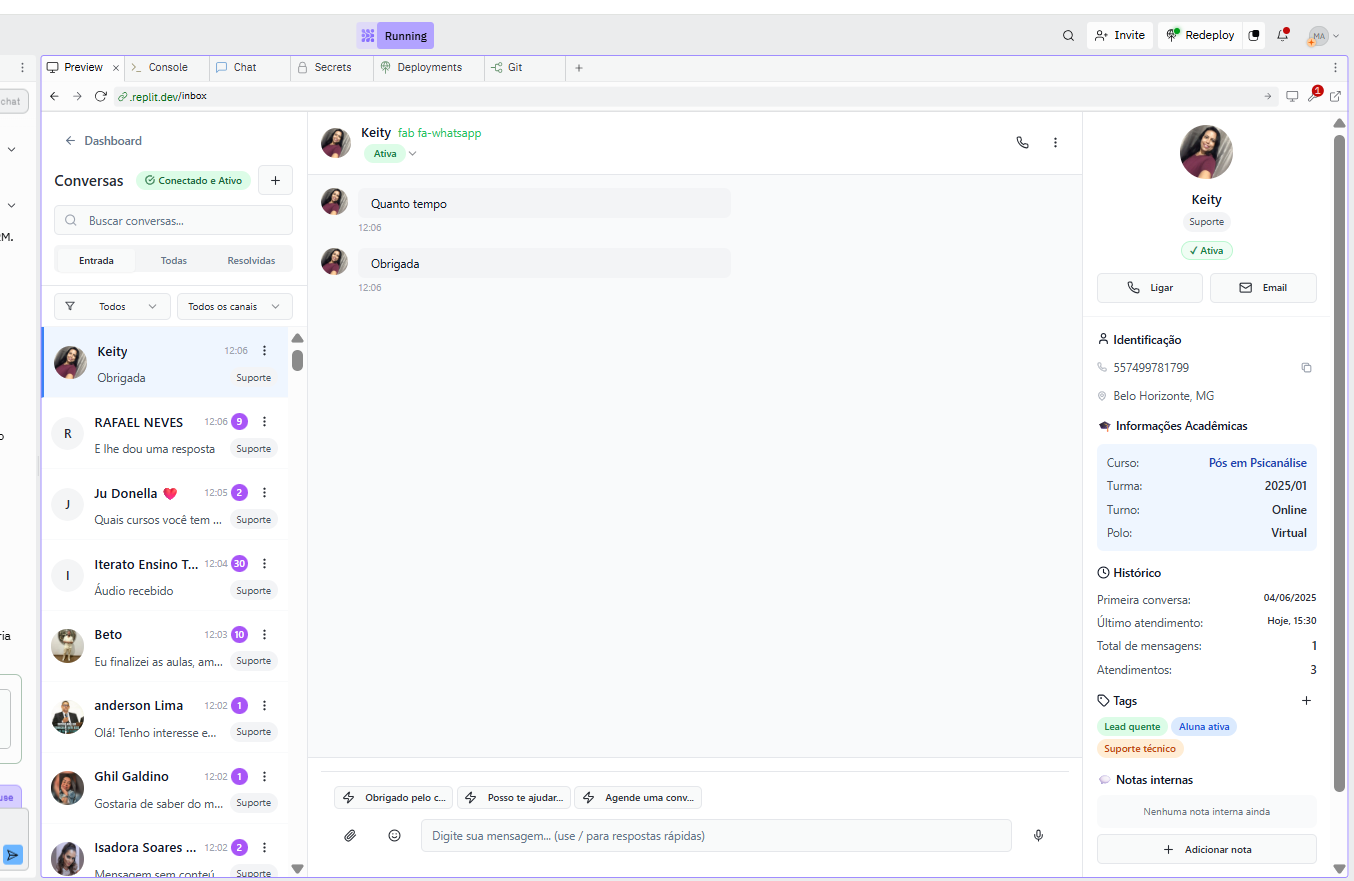 Running
Invite
Redeploy
MA
Preview
Console
Chat
Secrets
Deployments
Git
chat
.replit.dev/inbox
1
Dashboard
Conversas
Conectado e Ativo
Buscar conversas...
Entrada
Todas
Resolvidas
Todos
Todos os canais
Keity
12:06
Obrigada
Suporte
RAFAEL NEVES
12:06
9
R
E lhe dou uma resposta
Suporte
Ju Donella
12:05
2
J
Quais cursos você tem ...
Suporte
Iterato Ensino T...
12:04
30
I
Áudio recebido
Suporte
Beto
12:03
10
Eu finalizei as aulas, am...
Suporte
anderson Lima
12:02
1
Olá! Tenho interesse e...
Suporte
Ghil Galdino
12:02
1
Gostaria de saber do m...
Suporte
Isadora Soares ...
12:02
2
Mensagem sem conteú
Suporte
Keity fab fa-whatsapp
Ativa
Quanto tempo
12:06
Obrigada
12:06
Obrigado pelo c...
Posso te ajudar...
Agende uma conv...
Digite sua mensagem... (use / para respostas rápidas)
Keity
Suporte
✓ Ativa
Ligar
Email
Identificação
557499781799
Belo Horizonte, MG
Informações Acadêmicas
Curso: Pós em Psicanálise
Turma: 2025/01
Turno: Online
Polo: Virtual
Histórico
Primeira conversa: 04/06/2025
Último atendimento: Hoje, 15:30
Total de mensagens: 1
Atendimentos: 3
Tags
Lead quente
Aluna ativa
Suporte técnico
Notas internas
Nenhuma nota interna ainda
Adicionar nota